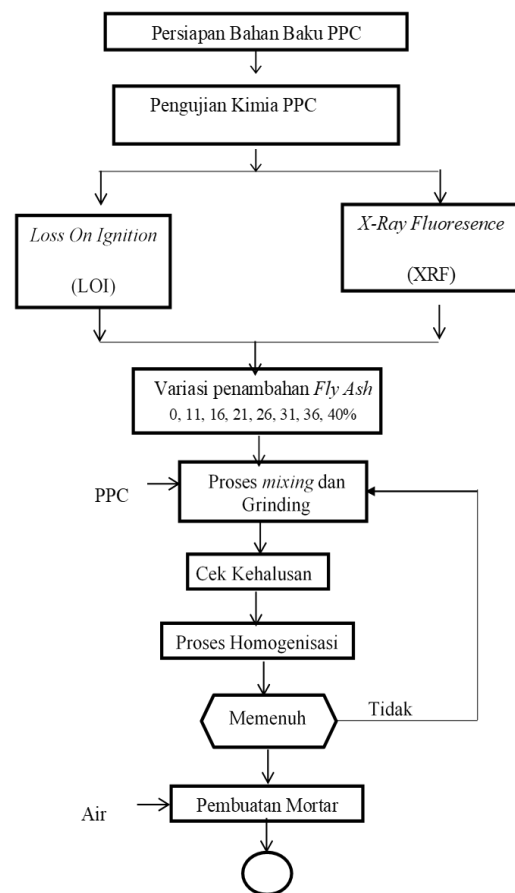 Persiapan Bahan Baku PPC
Pengujian Kimia PPC
Loss On Ignition
(LOI)
X-Ray Fluoresence
(XRF)
Variasi penambahan Fly Ash
0, 11, 16, 21, 26, 31, 36, 40%
PPC
Proses mixing dan
Grinding
Cek Kehalusan
Proses Homogenisasi
Memenuh
Tidak
Air
Pembuatan Mortar